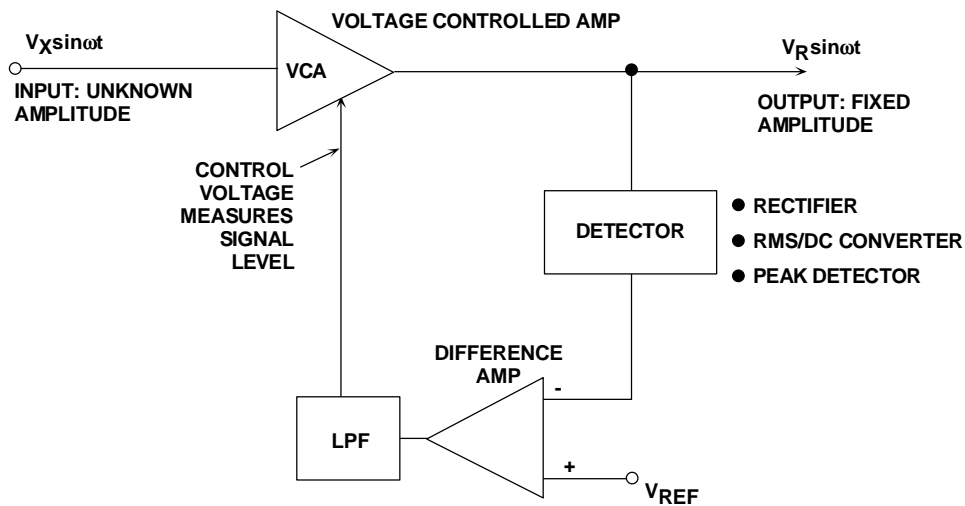 VOLTAGE CONTROLLED AMP
VXsinωt
VCA
VRsinωt
INPUT: UNKNOWN
AMPLITUDE
OUTPUT: FIXED
AMPLITUDE
CONTROL
VOLTAGE
MEASURES
SIGNAL
LEVEL
DETECTOR
● RECTIFIER
● RMS/DC CONVERTER
● PEAK DETECTOR
DIFFERENCE
AMP
-
LPF
+
VREF